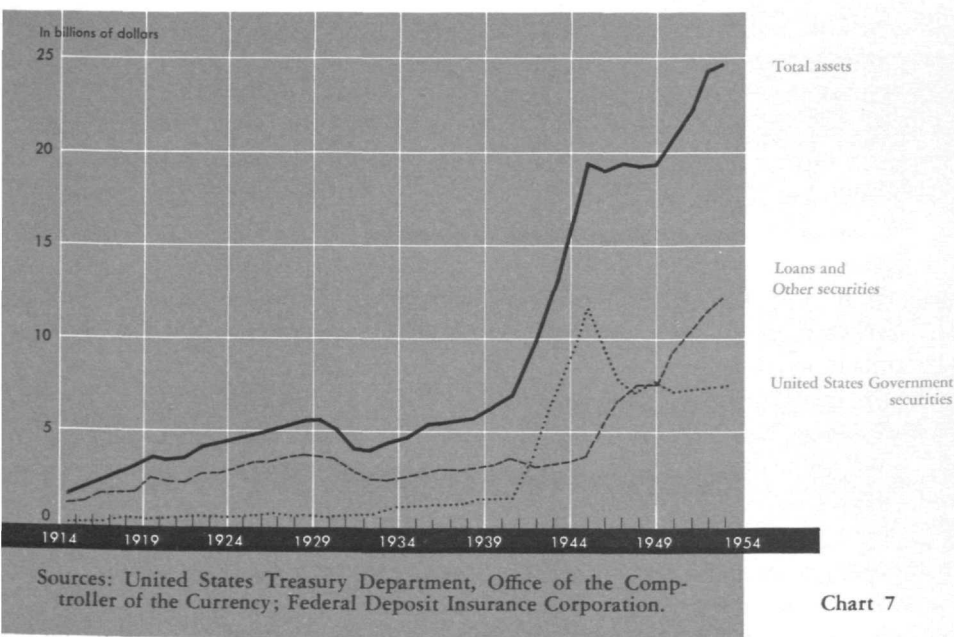 In billions of dollars
25
Total assets
20
15
Loans and
Other securities
10
United States Government
securities
5
0
1914 1919 1924 1929 1934 1939 1944 1949 1954
Sources: United States Treasury Department, Office of the Comp-
troller of the Currency; Federal Deposit Insurance Corporation.
Chart 7